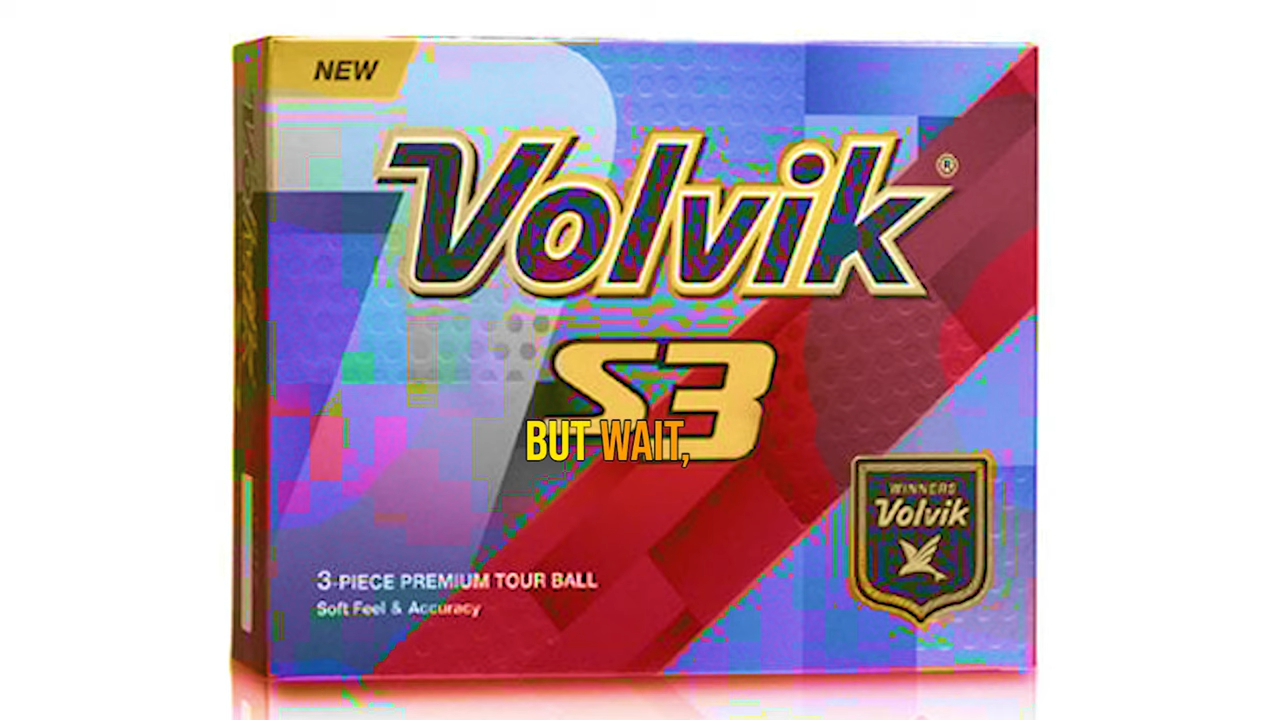 NEW
Volvik®
S3
BUT WAIT,
WINNERS
Volvik
3-PIECE PREMIUM TOUR BALL
Soft Feel & Accuracy